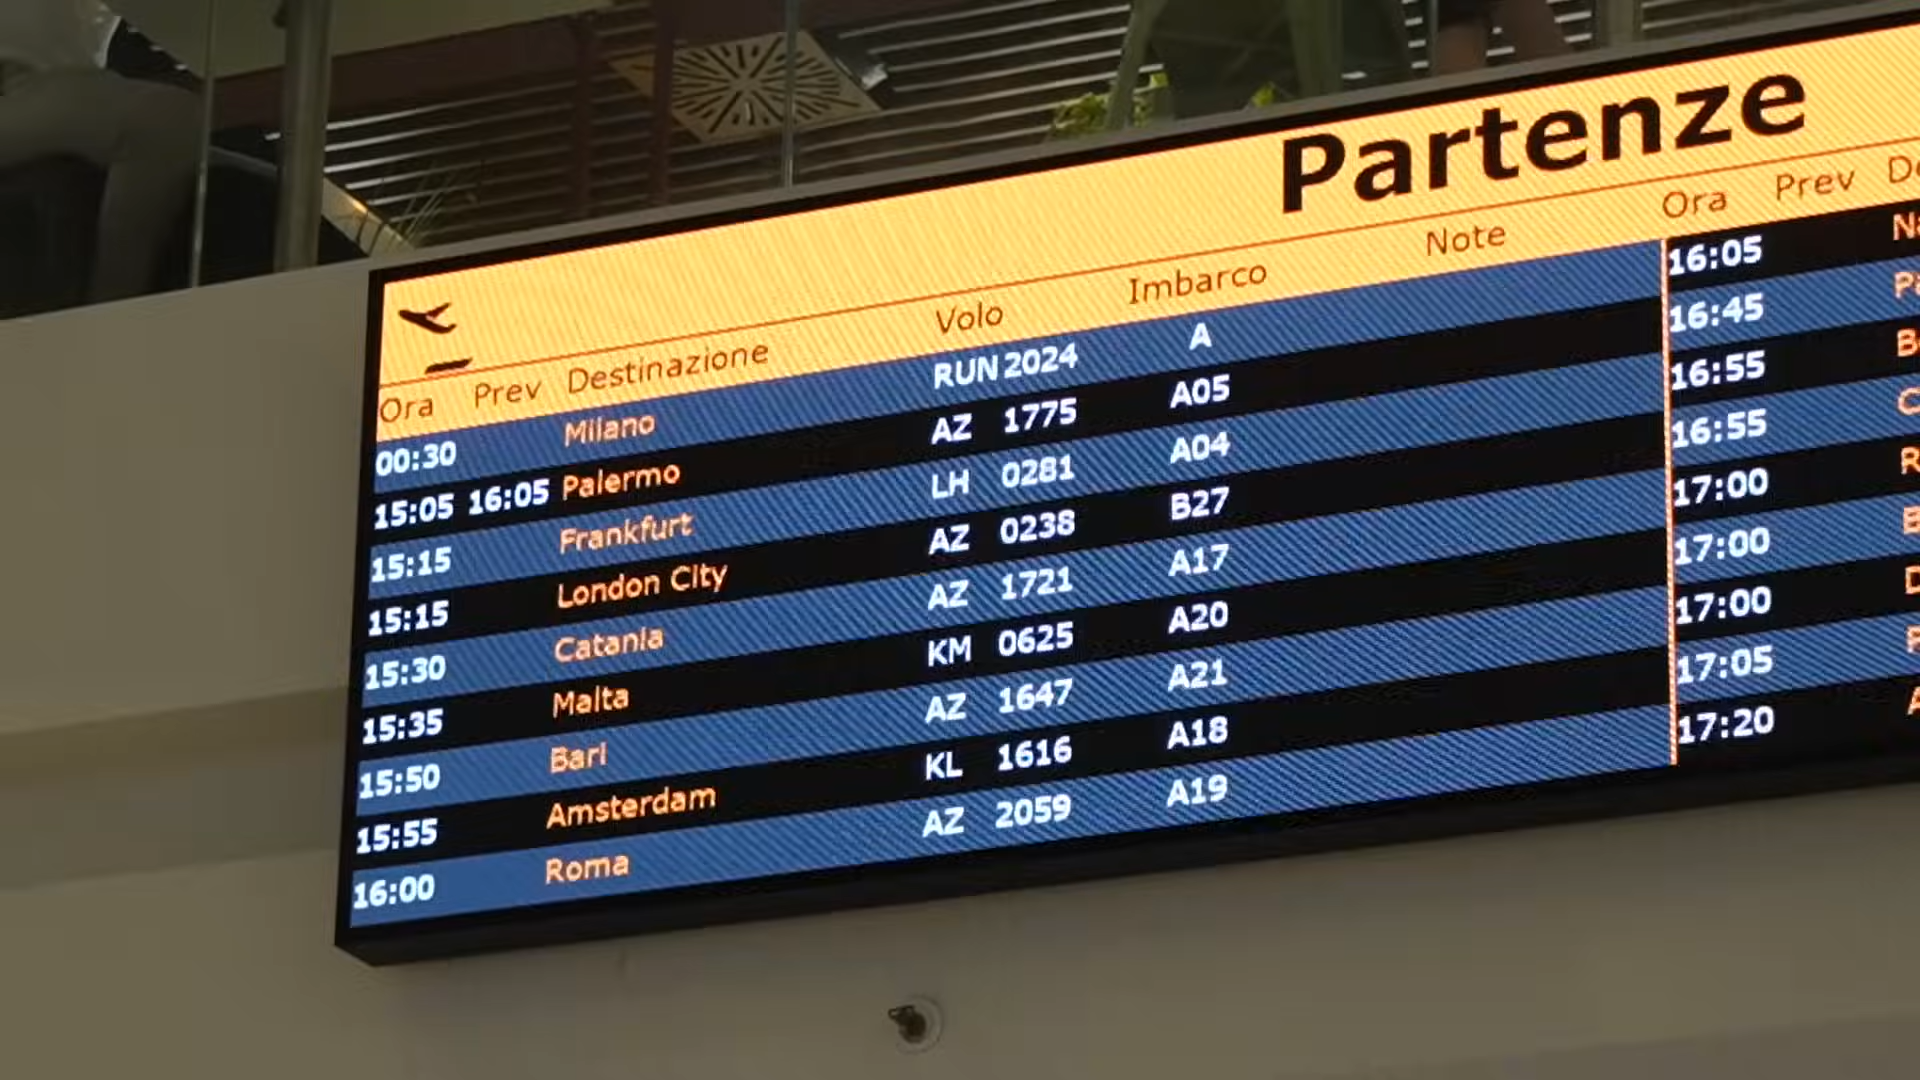 Partenze
Ora Prev Destinazione Volo Imbarco Note
00:30 Milano RUN 2024 A
15:05 16:05 Palermo AZ 1775 A05
15:15 Frankfurt LH 0281 A04
15:15 London City AZ 0238 B27
15:30 Catania AZ 1721 A17
15:35 Malta KM 0625 A20
15:50 Bari AZ 1647 A21
15:55 Amsterdam KL 1616 A18
16:00 Roma AZ 2059 A19
Ora Prev
16:05
16:45
16:55
16:55
17:00
17:00
17:00
17:05
17:20